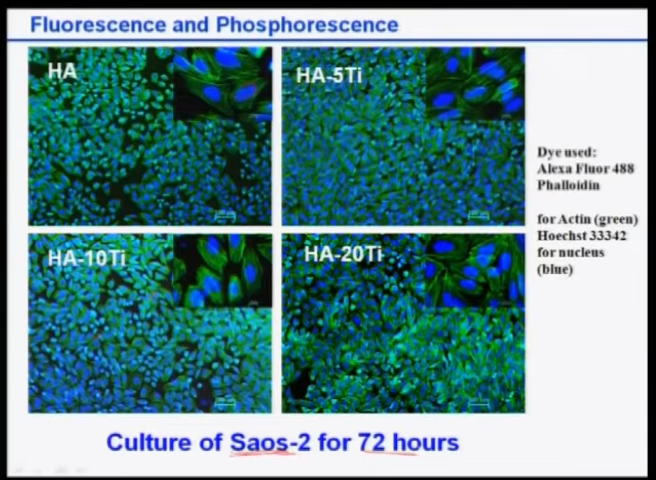 Fluorescence and Phosphorescence
HA
HA-5Ti
HA-10Ti
HA-20Ti
Dye used:
Alexa Fluor 488
Phalloidin
for Actin (green)
Hoechst 33342
for nucleus
(blue)
Culture of Saos-2 for 72 hours